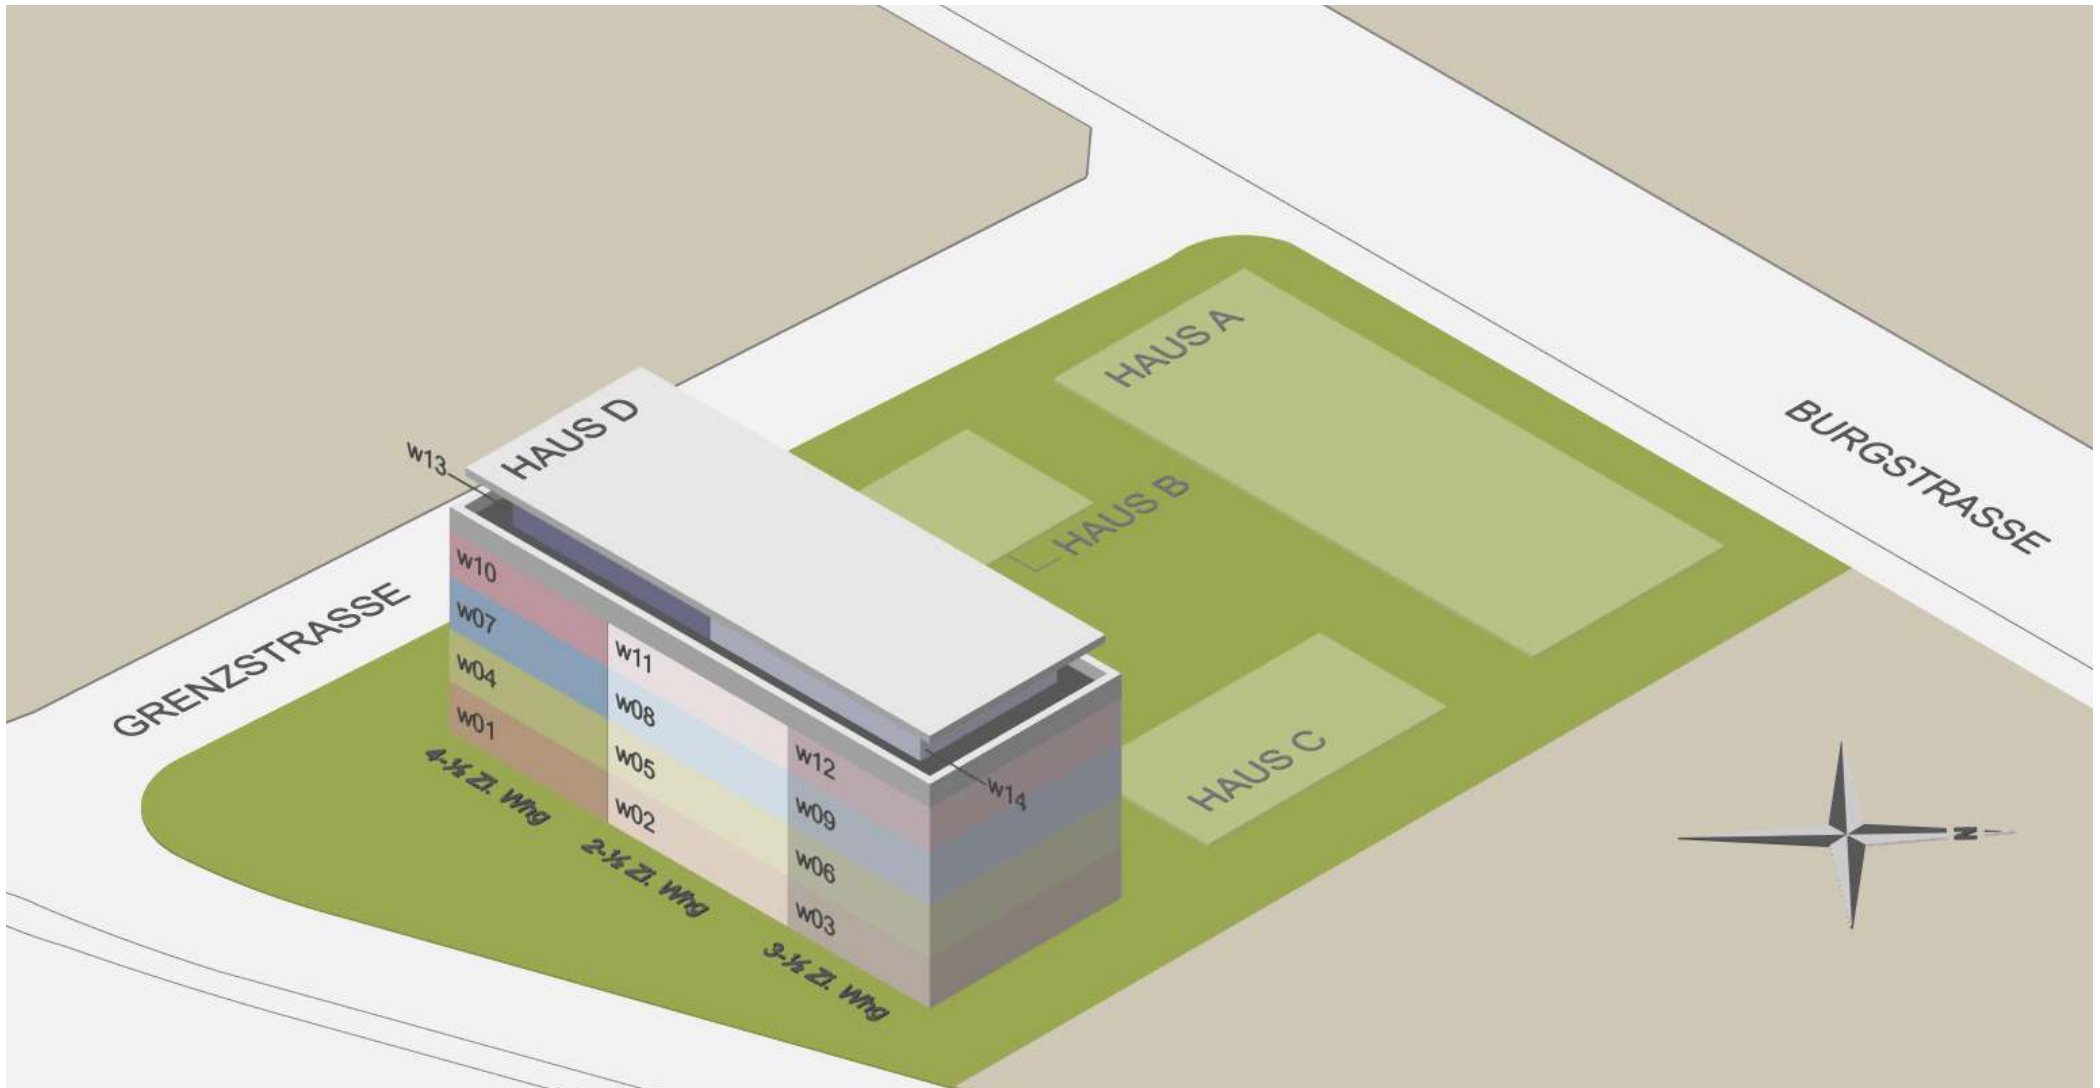 HAUS A
BURGSTRASSE
HAUS D
w13
HAUS B
GRENZSTRASSE
w10
w07
w04
w01
w11
w08
w05
w02
w12
w09
w06
w03
w14
HAUS C
4-½ Zi. Whg
2-½ Zi. Whg
3-½ Zi. Whg
N